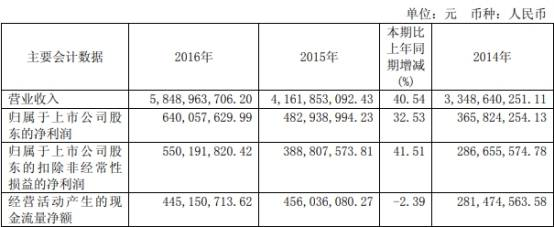 单位：元 币种：人民币
主要会计数据 2016年 2015年 本期比上年同期增减(%) 2014年
营业收入 5,848,963,706.20 4,161,853,092.43 40.54 3,348,640,251.11
归属于上市公司股东的净利润 640,057,629.99 482,938,994.23 32.53 365,824,254.13
归属于上市公司股东的扣除非经常性损益的净利润 550,191,820.42 388,807,573.81 41.51 286,655,574.78
经营活动产生的现金流量净额 445,150,713.62 456,036,080.27 -2.39 281,474,563.58